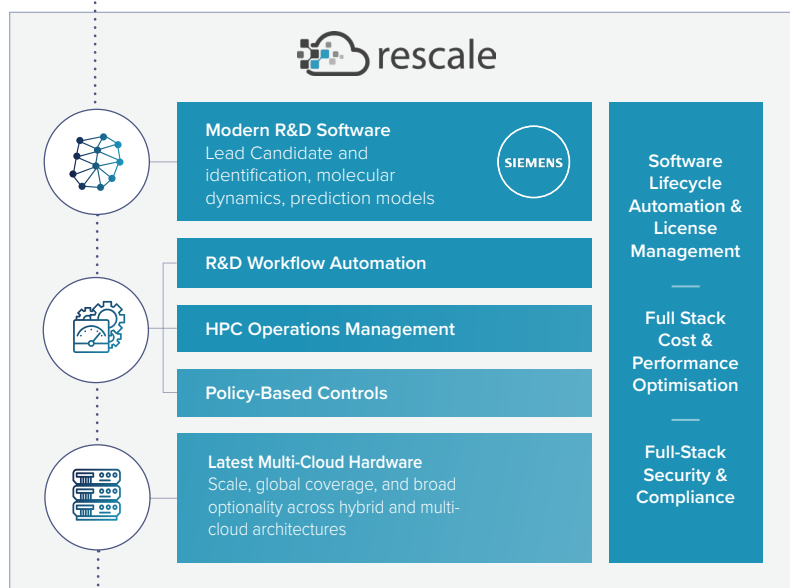 rescale
Modern R&D Software
Lead Candidate and
identification, molecular
dynamics, prediction models
SIEMENS
R&D Workflow Automation
HPC Operations Management
Policy-Based Controls
Latest Multi-Cloud Hardware
Scale, global coverage, and broad
optionality across hybrid and multi-
cloud architectures
Software
Lifecycle
Automation &
License
Management
Full Stack
Cost &
Performance
Optimisation
Full-Stack
Security &
Compliance